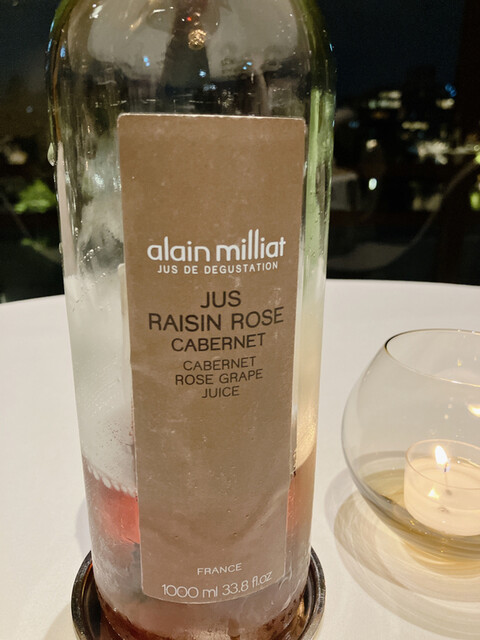 alain milliat
JUS DE DEGUSTATION
JUS
RAISIN ROSE
CABERNET
CABERNET
ROSE GRAPE
JUICE
FRANCE
1000 ml 33.8 fl.oz